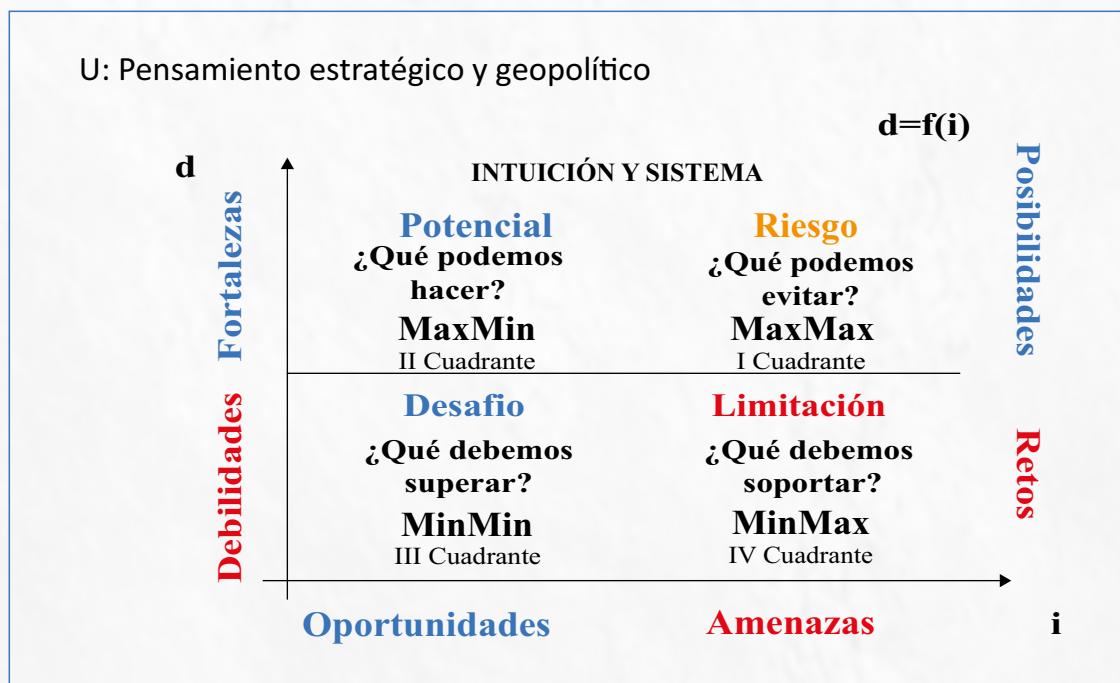 U: Pensamiento estratégico y geopolítico
d=f(i)
d
INTUICIÓN Y SISTEMA
Fortalezas
Potencial
¿Qué podemos
hacer?
MaxMin
II Cuadrante
Riesgo
¿Qué podemos
evitar?
MaxMax
I Cuadrante
Posibilidades
Debilidades
Desafio
¿Qué debemos
superar?
MinMin
III Cuadrante
Limitación
¿Qué debemos
soportar?
MinMax
IV Cuadrante
Retos
Oportunidades
Amenazas
i